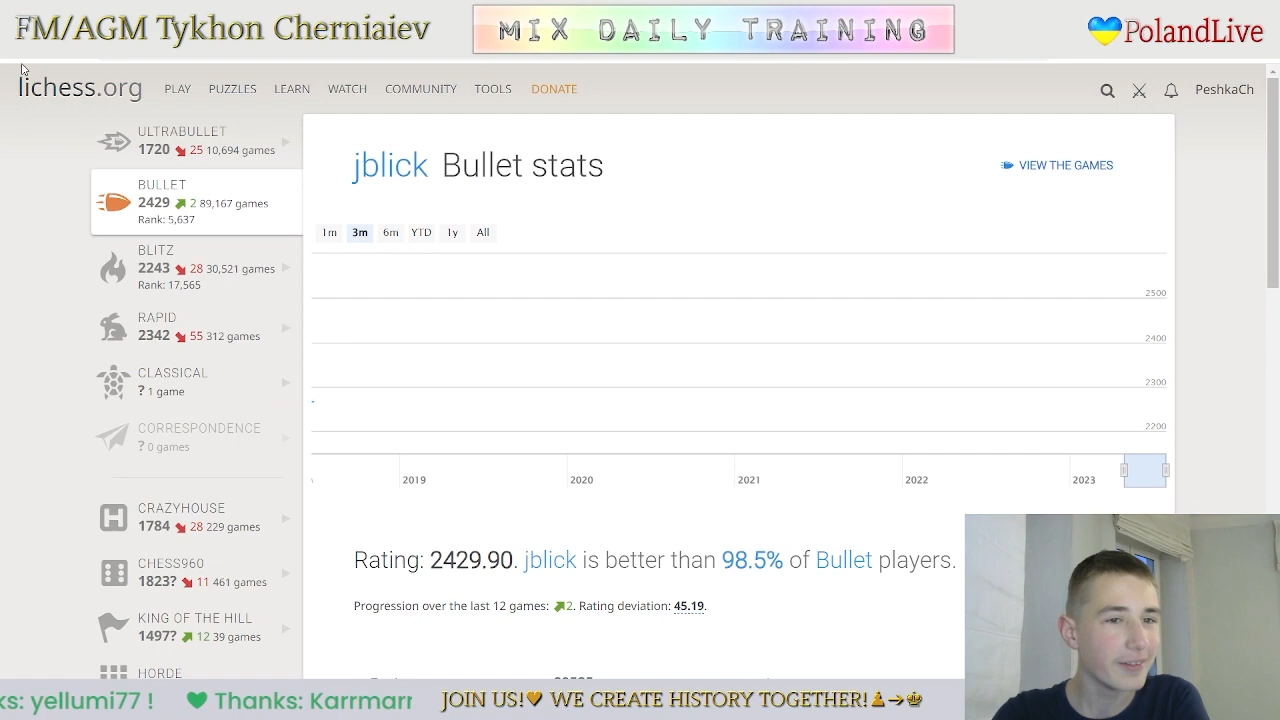 FM/AGM Tykhon Cherniaiev
MIX DAILY TRAINING
PolandLive
lichess.org PLAY PUZZLES LEARN WATCH COMMUNITY TOOLS DONATE PeshkaCh
ULTRABULLET
1720 25 10,694 games
BULLET
2429 2 89,167 games
Rank: 5,637
BLITZ
2243 28 30,521 games
Rank: 17,565
RAPID
2342 55 312 games
CLASSICAL
? 1 game
CORRESPONDENCE
? 0 games
CRAZYHOUSE
1784 28 229 games
CHESS960
1823? 11 461 games
KING OF THE HILL
1497? 12 39 games
HORDE
jblick Bullet stats
VIEW THE GAMES
1m 3m 6m YTD 1y All
2500
2400
2300
2200
2019 2020 2021 2022 2023
Rating: 2429.90. jblick is better than 98.5% of Bullet players.
Progression over the last 12 games: 2. Rating deviation: 45.19.
ks: yellumi77 ! Thanks: Karrmarr
JOIN US! WE CREATE HISTORY TOGETHER!